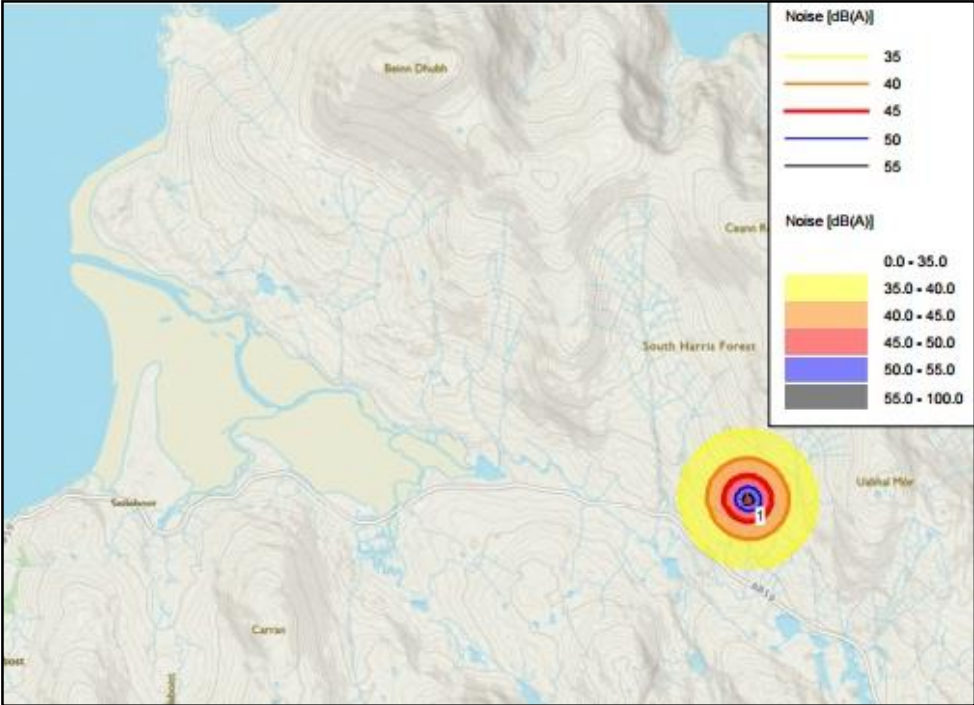 Noise [dB(A)]
35
40
45
50
55
Noise [dB(A)]
0.0 - 35.0
35.0 - 40.0
40.0 - 45.0
45.0 - 50.0
50.0 - 55.0
55.0 - 100.0
Beinn Dhubh
Ceann
South Harris Forest
Uabhal Mòr
Seilebost
1
A859
Carran